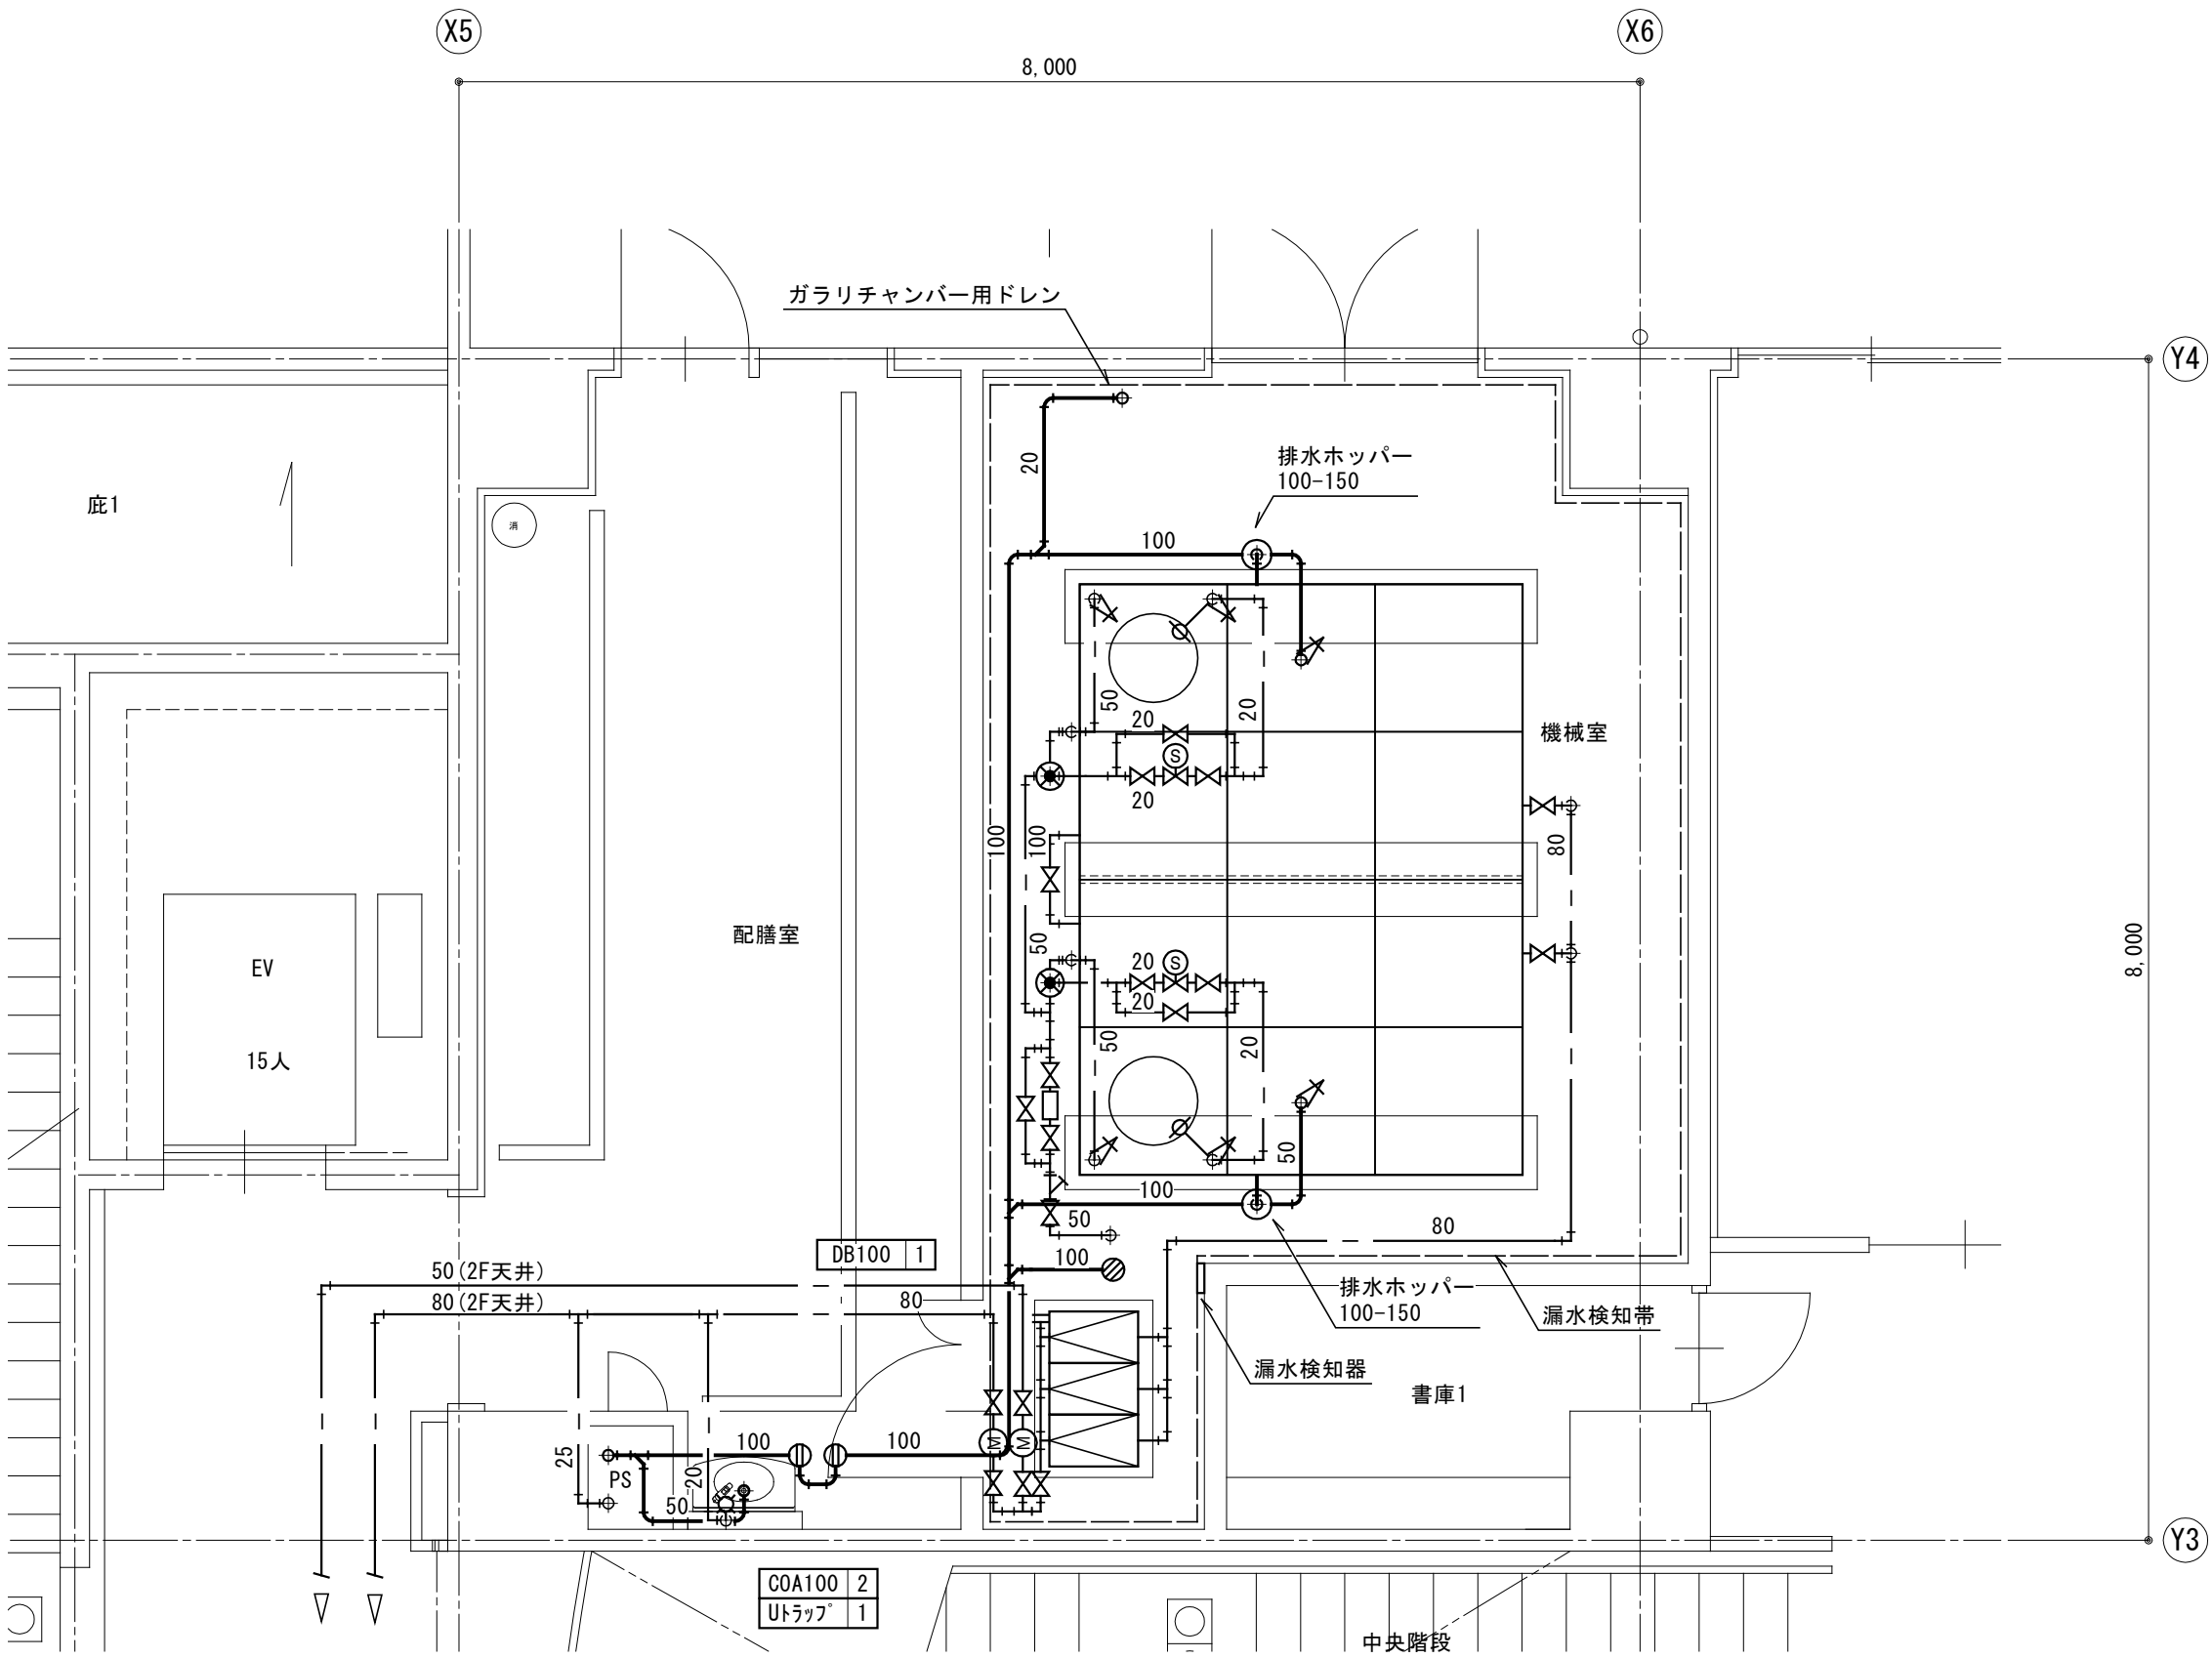 X5
X6
8,000
ガラリチャンバー用ドレン
Y4
20
排水ホッパー
100-150
庇1
消
100
50
20
20
機械室
S
20
100
100
80
配膳室
50
8,000
EV
20
S
20
15人
50
20
50
100
50
80
DB100 1
100
50(2F天井)
80(2F天井)
80
排水ホッパー
100-150
漏水検知帯
漏水検知器
書庫1
100
100
M
M
25
PS
20
50
Y3
COA100 2
Uトラップ 1
中央階段